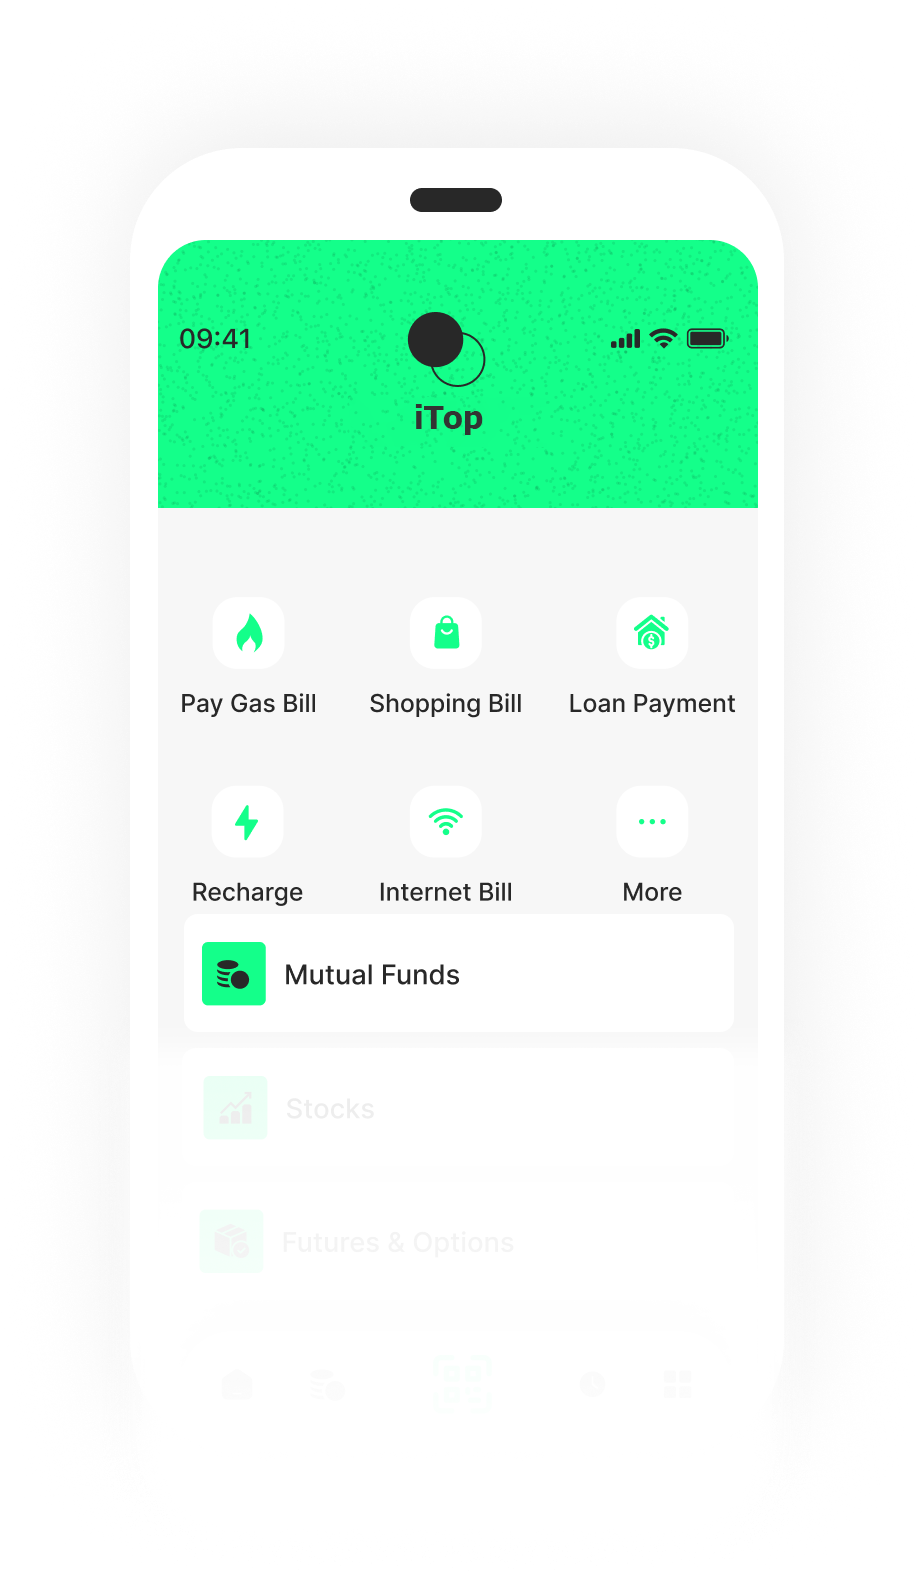 09:41
iTop
Pay Gas Bill
Shopping Bill
Loan Payment
Recharge
Internet Bill
More
Mutual Funds
Stocks
Futures & Options